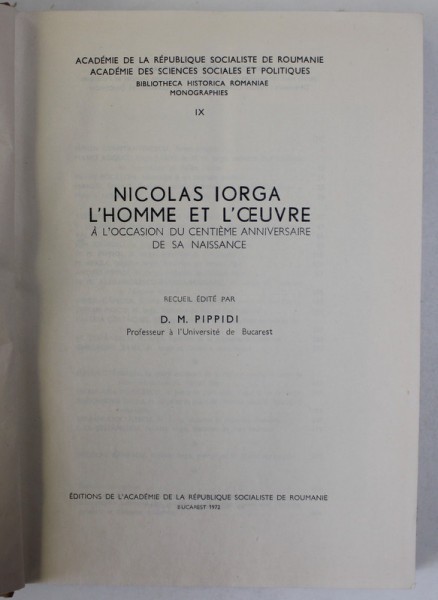 ACADÉMIE DE LA RÉPUBLIQUE SOCIALISTE DE ROUMANIE
ACADÉMIE DES SCIENCES SOCIALES ET POLITIQUES
BIBLIOTHECA HISTORICA ROMANIAE
MONOGRAPHIES
IX
NICOLAS IORGA
L'HOMME ET L'ŒUVRE
À L'OCCASION DU CENTIÈME ANNIVERSAIRE
DE SA NAISSANCE
RECUEIL ÉDITÉ PAR
D. M. PIPPIDI
Professeur à l'Université de Bucarest
ÉDITIONS DE L'ACADÉMIE DE LA RÉPUBLIQUE SOCIALISTE DE ROUMANIE
BUCAREST 1972